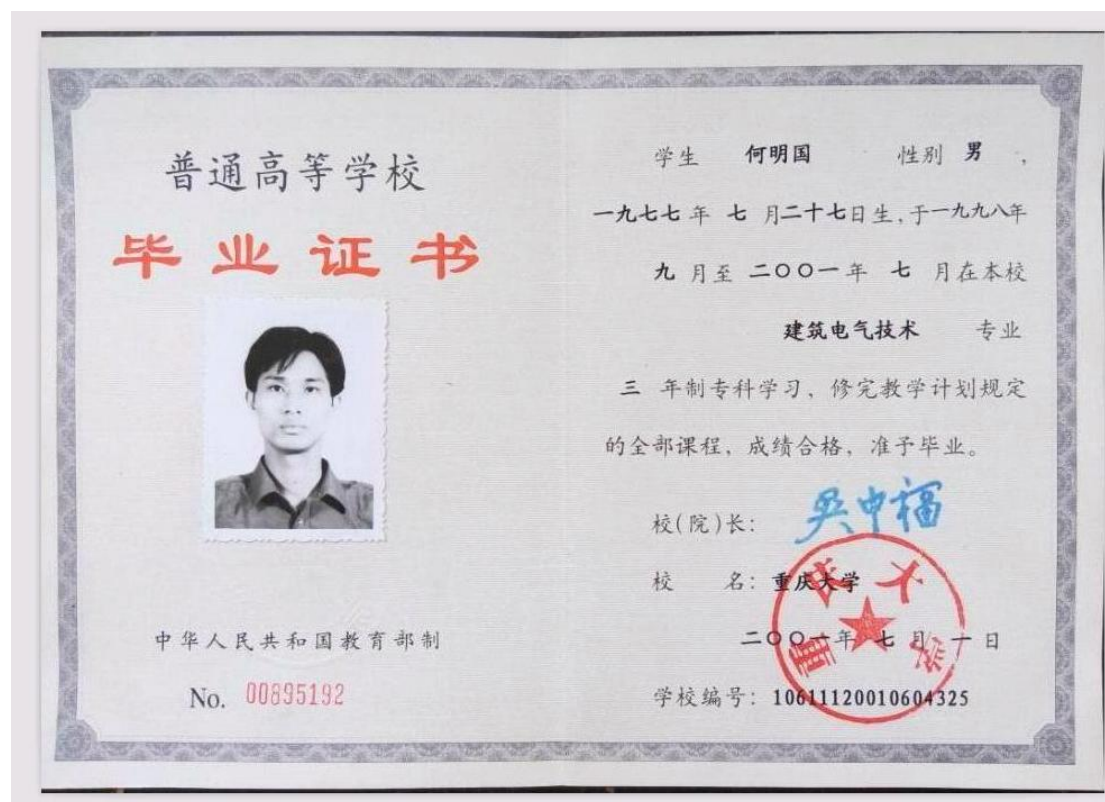 普通高等学校
毕业证书
中华人民共和国教育部制
No. 00895192
学生 何明国 性别 男 ,
一九七七年 七 月二十七日生,于一九九八年
九 月至 二〇〇一年 七 月在本校
建筑电气技术 专业
三 年制专科学习、修完教学计划规定
的全部课程,成绩合格,准予毕业。
校(院)长: 吴中福
校 名: 重庆大学
二〇〇一年 七 月 一 日
学校编号: 10611120010604325
重庆大学